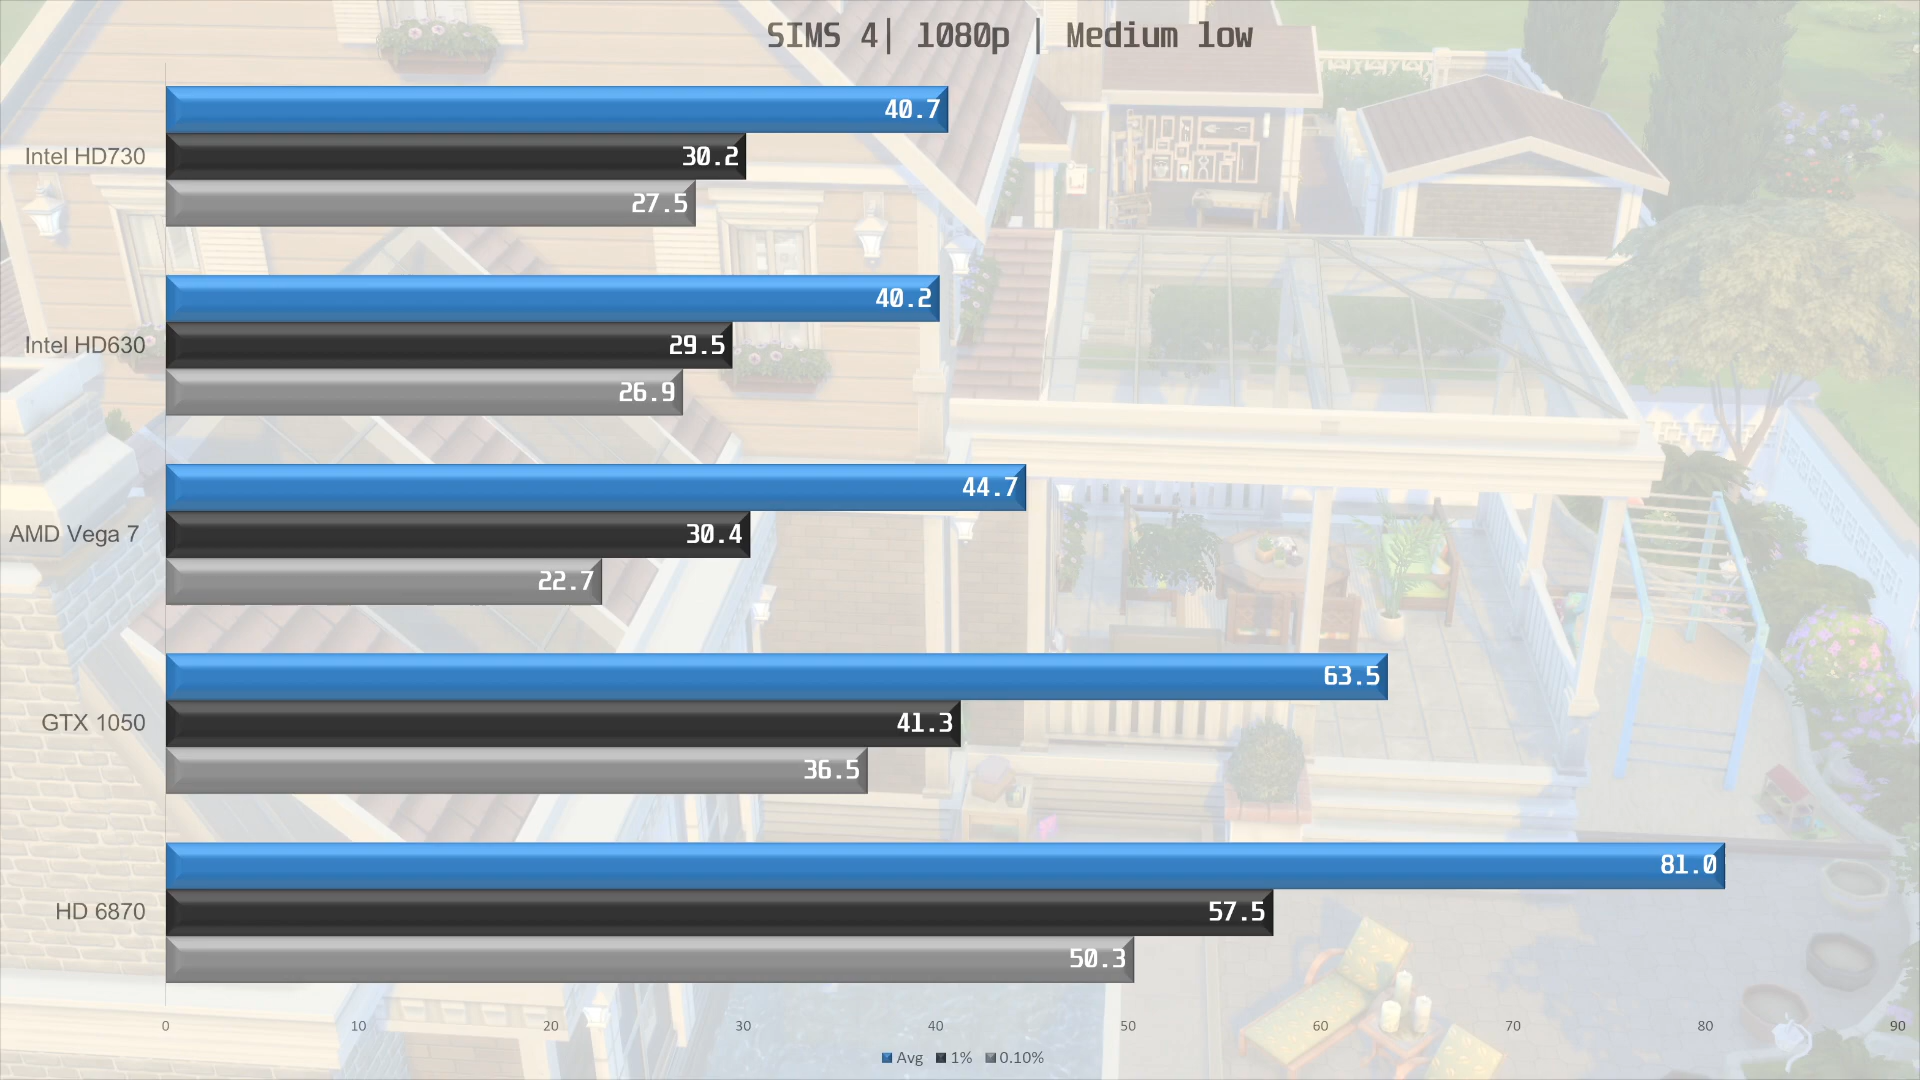 SIMS 4| 1080p | Medium low
40.7
Intel HD730
30.2
27.5
40.2
Intel HD630
29.5
26.9
44.7
AMD Vega 7
30.4
22.7
63.5
GTX 1050
41.3
36.5
81.0
HD 6870
57.5
50.3
0 10 20 30 40 50 60 70 80 90
Avg 1% 0.10%